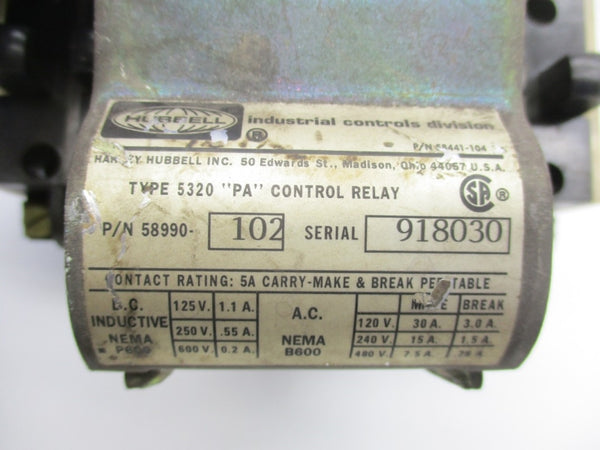 HUBBELL
®
industrial controls division
P/N 58441-104
HARVEY HUBBELL INC. 50 Edwards St., Madison, Ohio 44057 U.S.A.
TYPE 5320 "PA" CONTROL RELAY
SA ®
P/N 58990- 102 SERIAL 918030
CONTACT RATING: 5A CARRY-MAKE & BREAK PER TABLE
D.C. INDUCTIVE NEMA P600
125 V. 1.1 A.
250 V. .55 A.
600 V. 0.2 A.
A.C. NEMA B600
MAKE BREAK
120 V. 30 A. 3.0 A.
240 V. 15 A. 1.5 A.
480 V. 7.5 A. .75 A.